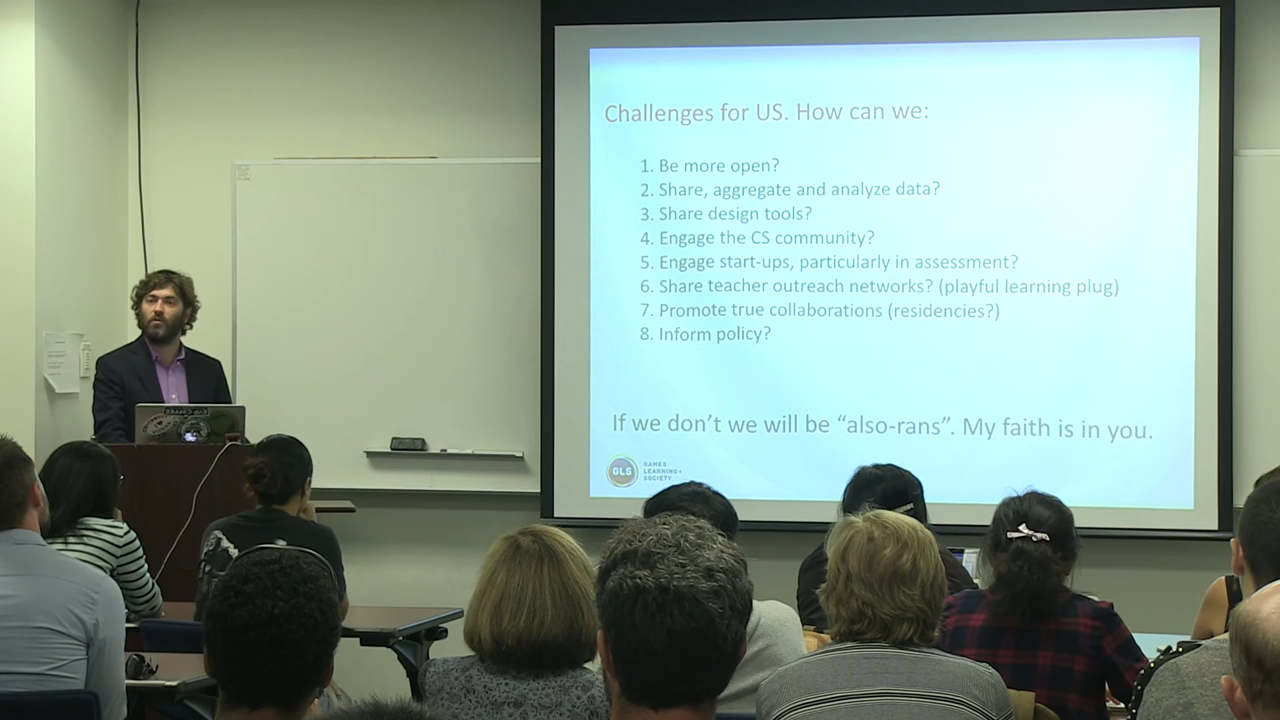 Challenges for US. How can we:
1. Be more open?
2. Share, aggregate and analyze data?
3. Share design tools?
4. Engage the CS community?
5. Engage start-ups, particularly in assessment?
6. Share teacher outreach networks? (playful learning plug)
7. Promote true collaborations (residencies?)
8. Inform policy?
If we don't we will be “also-rans”. My faith is in you.
GLS
GAMES +
LEARNING +
SOCIETY